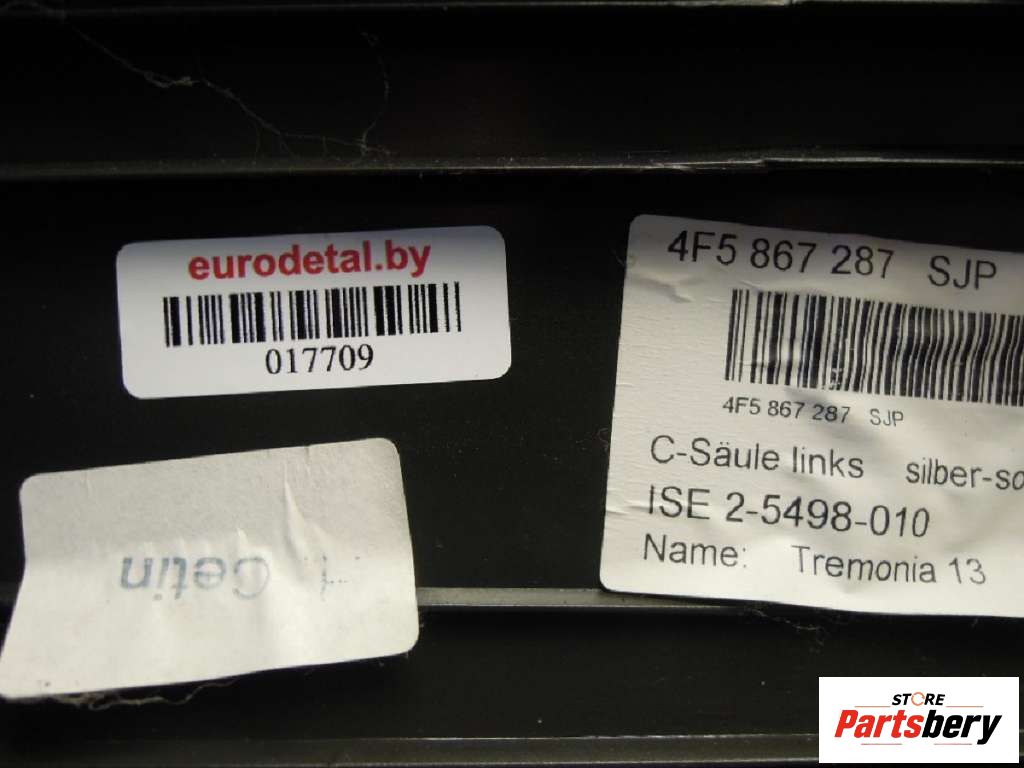 eurodetal.by
017709
4F5 867 287 SJP
4F5 867 287 SJP
C-Säule links silber-so
ISE 2-5498-010
Name: Tremonia 13
Cetin
STORE
Partsbery